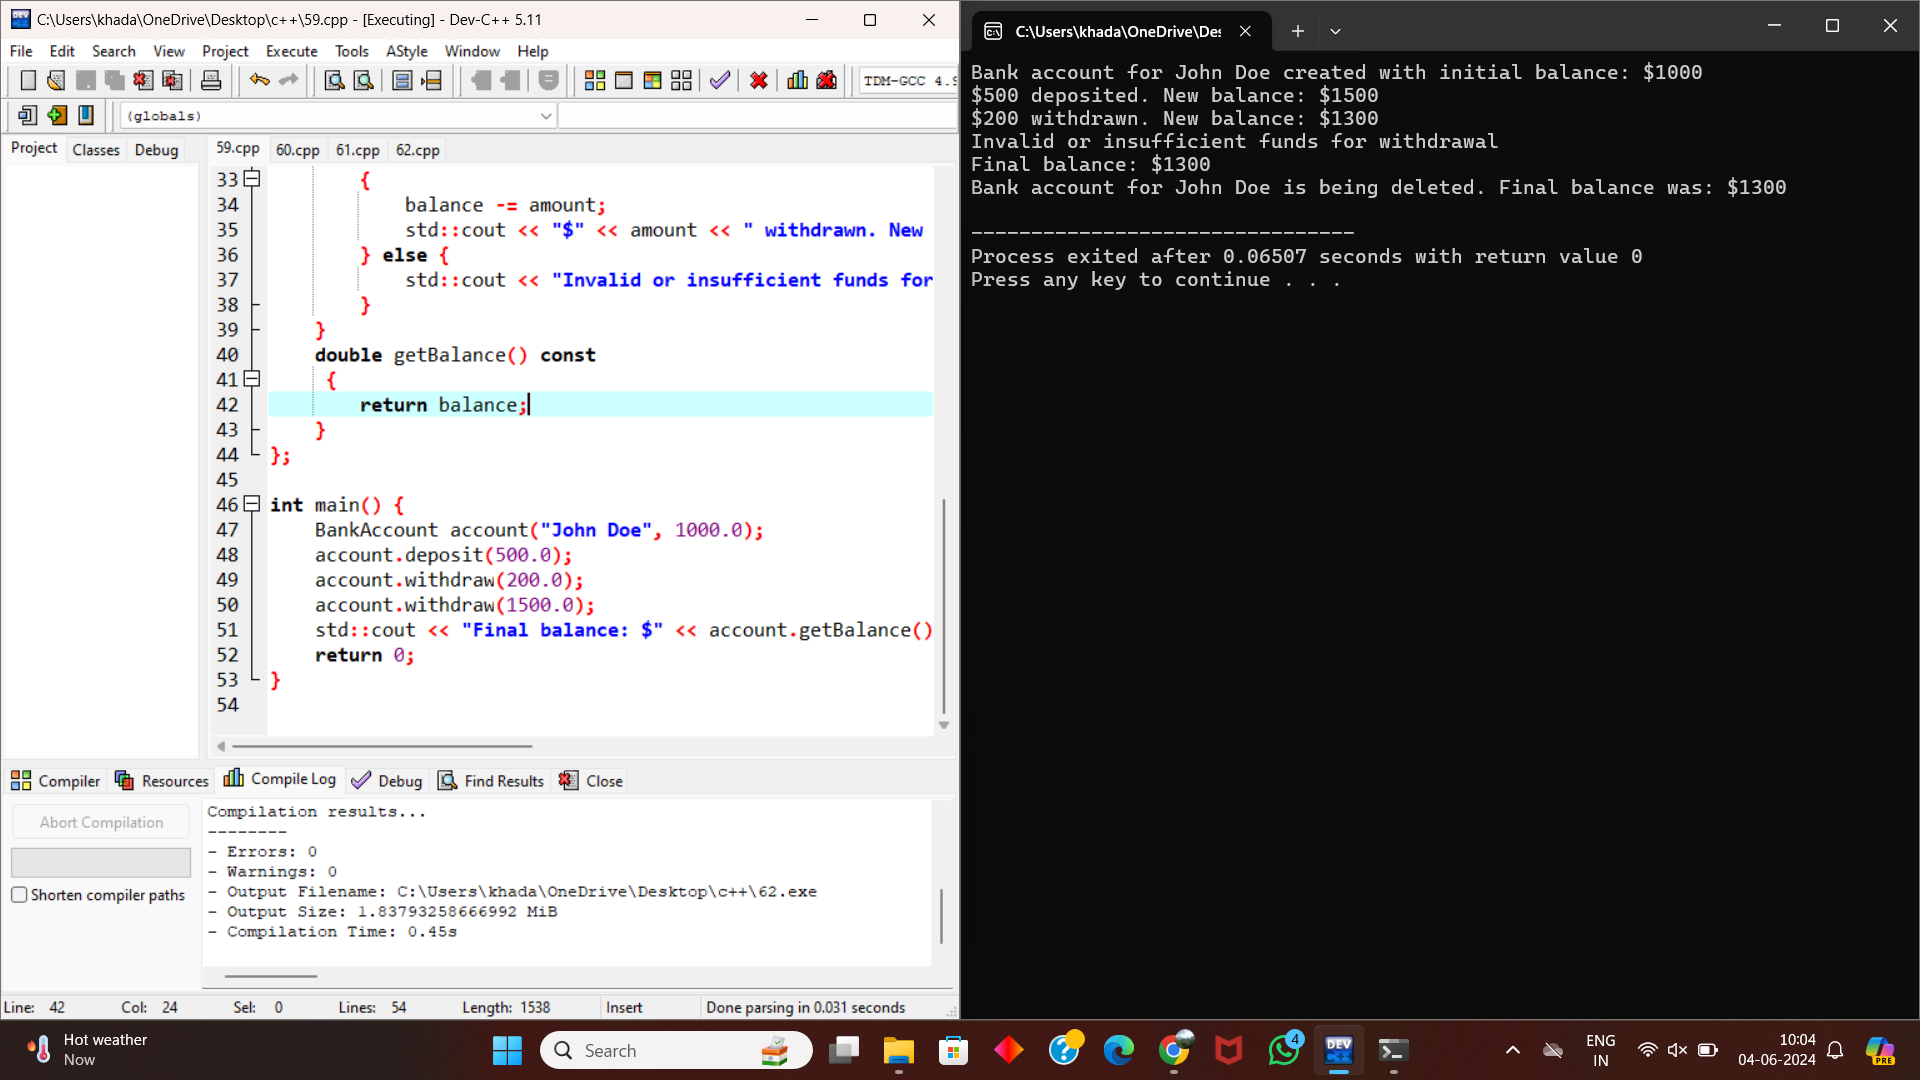 C:\Users\khada\OneDrive\Desktop\c++\59.cpp - [Executing] - Dev-C++ 5.11
File Edit Search View Project Execute Tools AStyle Window Help
TDM-GCC 4.9
(globals)
Project Classes Debug
59.cpp 60.cpp 61.cpp 62.cpp
33 {
34 balance -= amount;
35 std::cout << "$" << amount << " withdrawn. New
36 } else {
37 std::cout << "Invalid or insufficient funds for
38 }
39 }
40 double getBalance() const
41 {
42 return balance;
43 }
44 };
45
46 int main() {
47 BankAccount account("John Doe", 1000.0);
48 account.deposit(500.0);
49 account.withdraw(200.0);
50 account.withdraw(1500.0);
51 std::cout << "Final balance: $" << account.getBalance()
52 return 0;
53 }
54
Compiler Resources Compile Log Debug Find Results Close
Abort Compilation
Shorten compiler paths
Compilation results...
--------
- Errors: 0
- Warnings: 0
- Output Filename: C:\Users\khada\OneDrive\Desktop\c++\62.exe
- Output Size: 1.83793258666992 MiB
- Compilation Time: 0.45s
Line: 42 Col: 24 Sel: 0 Lines: 54 Length: 1538 Insert Done parsing in 0.031 seconds
C:\Users\khada\OneDrive\Des
Bank account for John Doe created with initial balance: $1000
$500 deposited. New balance: $1500
$200 withdrawn. New balance: $1300
Invalid or insufficient funds for withdrawal
Final balance: $1300
Bank account for John Doe is being deleted. Final balance was: $1300
--------------------------------
Process exited after 0.06507 seconds with return value 0
Press any key to continue . . .
Hot weather
Now
Search
4
DEV
C++
ENG
IN
10:04
04-06-2024
PRE